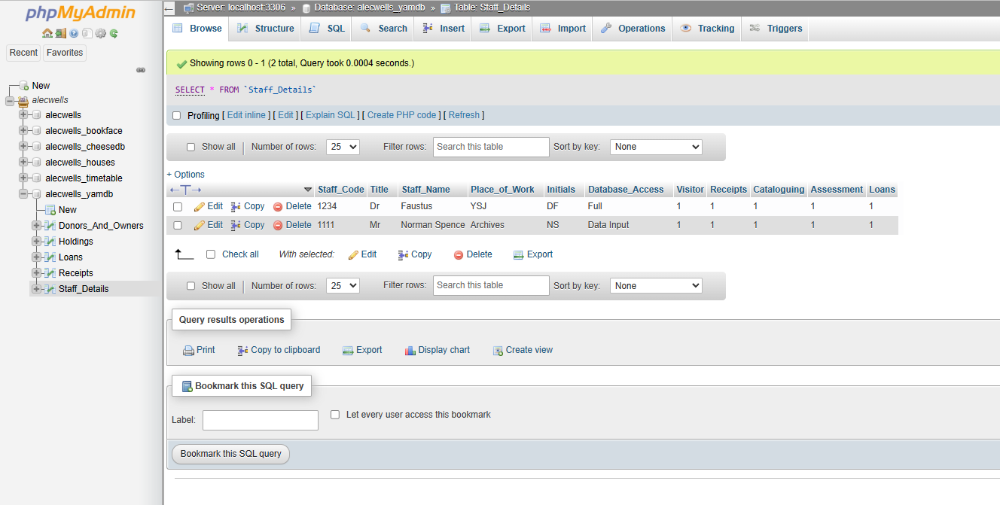 phpMyAdmin
Recent Favorites
New
alecwells
alecwells
alecwells_bookface
alecwells_cheesedb
alecwells_houses
alecwells_timetable
alecwells_yamdb
New
Donors_And_Owners
Holdings
Loans
Receipts
Staff_Details
Server: localhost:3306 » Database: alecwells_yamdb » Table: Staff_Details
Browse Structure SQL Search Insert Export Import Operations Tracking Triggers
Showing rows 0 - 1 (2 total, Query took 0.0004 seconds.)
SELECT * FROM `Staff_Details`
Profiling [ Edit inline ] [ Edit ] [ Explain SQL ] [ Create PHP code ] [ Refresh ]
Show all | Number of rows: 25 Filter rows: Search this table Sort by key: None
+ Options
←T→ Staff_Code Title Staff_Name Place_of_Work Initials Database_Access Visitor Receipts Cataloguing Assessment Loans
Edit Copy Delete 1234 Dr Faustus YSJ DF Full 1 1 1 1 1
Edit Copy Delete 1111 Mr Norman Spence Archives NS Data Input 1 1 1 1 1
Check all With selected: Edit Copy Delete Export
Show all | Number of rows: 25 Filter rows: Search this table Sort by key: None
Query results operations
Print Copy to clipboard Export Display chart Create view
Bookmark this SQL query
Label: Let every user access this bookmark
Bookmark this SQL query